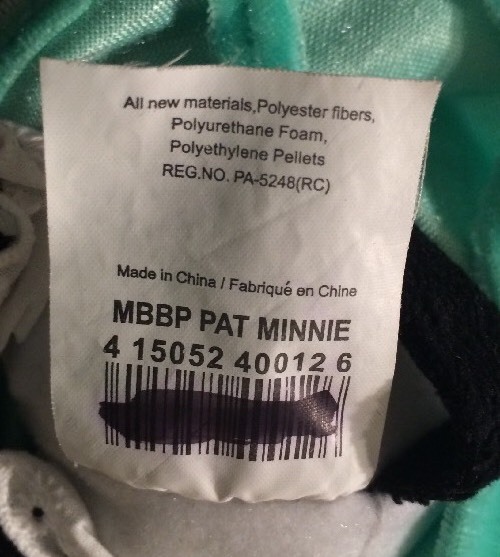 All new materials,Polyester fibers,
Polyurethane Foam,
Polyethylene Pellets
REG.NO. PA-5248(RC)
Made in China / Fabriqué en Chine
MBBP PAT MINNIE
4 15052 40012 6